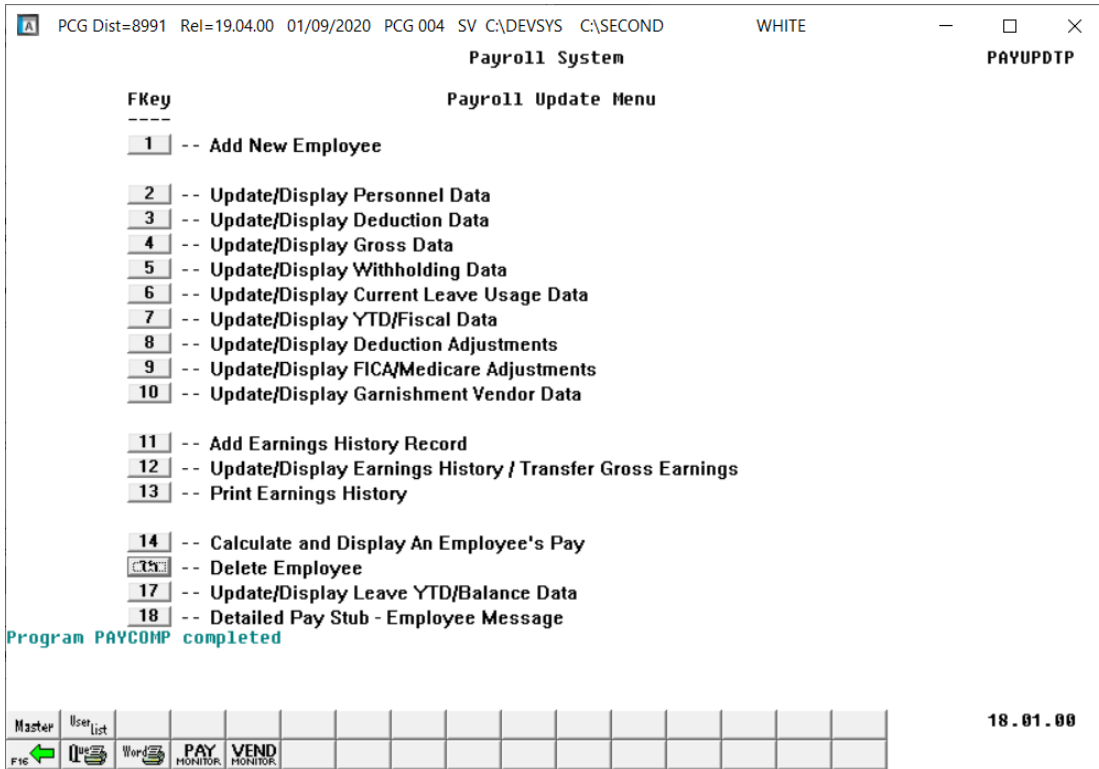 A PCG Dist=8991 Rel=19.04.00 01/09/2020 PCG 004 SV C:\DEVSYS C:\SECOND WHITE
Payroll System PAYUPDTP
FKey Payroll Update Menu
----
1 -- Add New Employee
2 -- Update/Display Personnel Data
3 -- Update/Display Deduction Data
4 -- Update/Display Gross Data
5 -- Update/Display Withholding Data
6 -- Update/Display Current Leave Usage Data
7 -- Update/Display YTD/Fiscal Data
8 -- Update/Display Deduction Adjustments
9 -- Update/Display FICA/Medicare Adjustments
10 -- Update/Display Garnishment Vendor Data
11 -- Add Earnings History Record
12 -- Update/Display Earnings History / Transfer Gross Earnings
13 -- Print Earnings History
14 -- Calculate and Display An Employee's Pay
-- Delete Employee
17 -- Update/Display Leave YTD/Balance Data
18 -- Detailed Pay Stub - Employee Message
Program PAYCOMP completed
Master User List 18.01.00
F16 Que Word PAY MONITOR VEND MONITOR